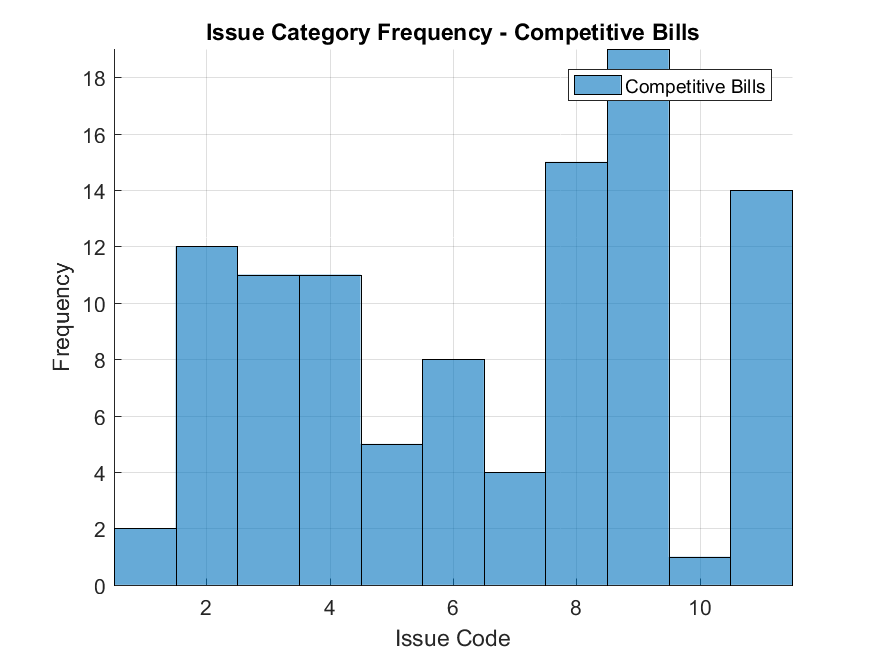 Issue Category Frequency - Competitive Bills
Competitive Bills
18
16
14
12
10
8
6
4
2
0
Frequency
2 4 6 8 10
Issue Code